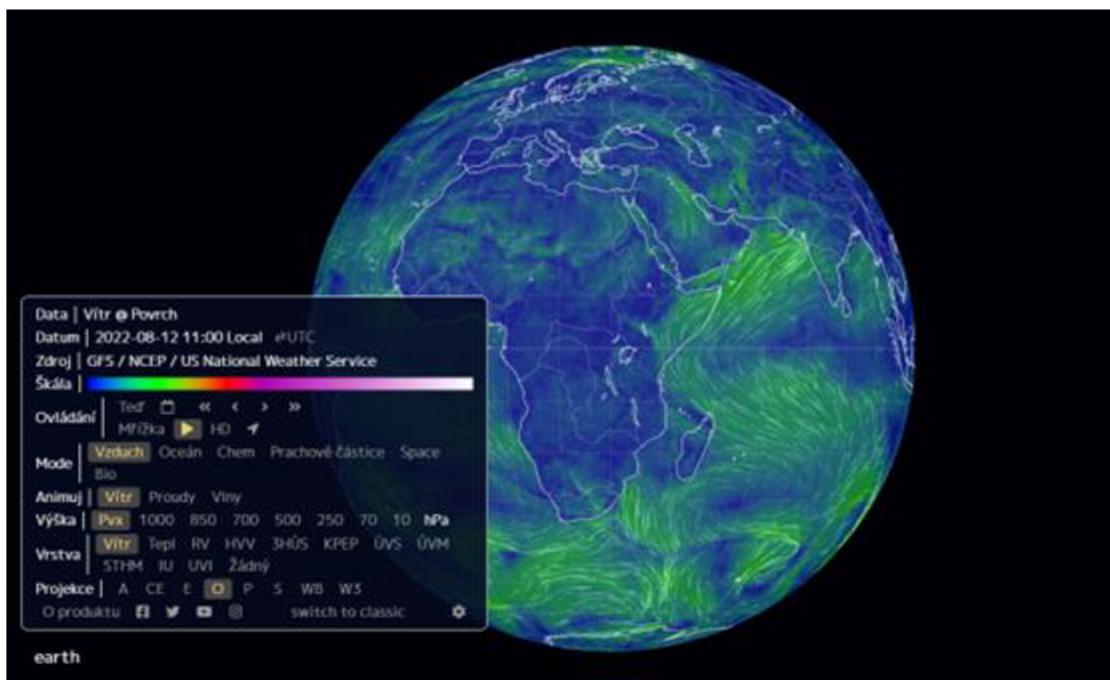 Data | Vítr @ Povrch
Datum | 2022-08-12 11:00 Local ⇄UTC
Zdroj | GFS / NCEP / US National Weather Service
Škála |
Ovládání | Teď « ‹ › »
Mřížka ▶ HD
Mode | Vzduch Oceán Chem Prachové částice Space
Bio
Animuj | Vítr Proudy Vlny
Výška | Pvx 1000 850 700 500 250 70 10 hPa
Vrstva | Vítr Tepl RV HVV 3HÚS KPEP ÚVS ÚVM
STHM IU UVI Žádný
Projekce | A CE E O P S WB W3
O produktu switch to classic
earth